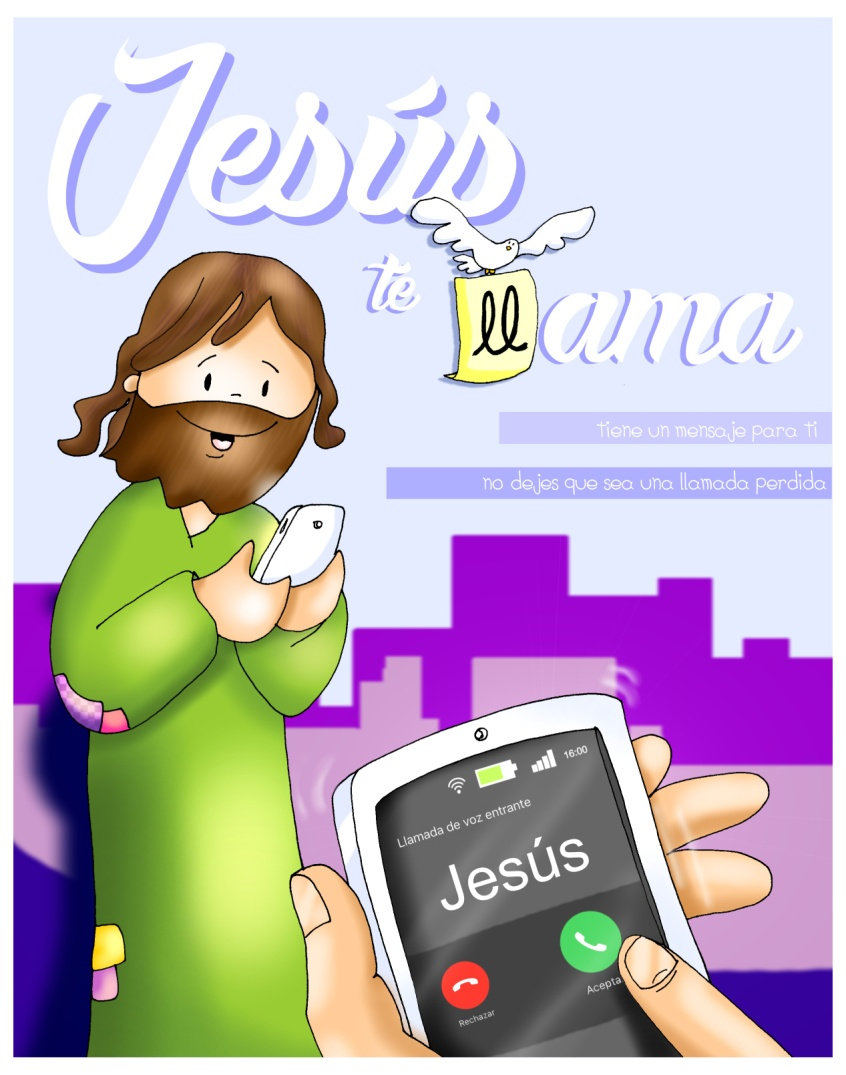 Jesús
te llama
tiene un mensaje para ti
no dejes que sea una llamada perdida
16:00
Llamada de voz entrante
Jesús
Rechazar
Acepta